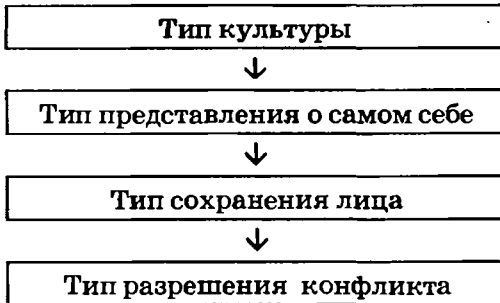 Тип культуры
Тип представления о самом себе
Тип сохранения лица
Тип разрешения конфликта